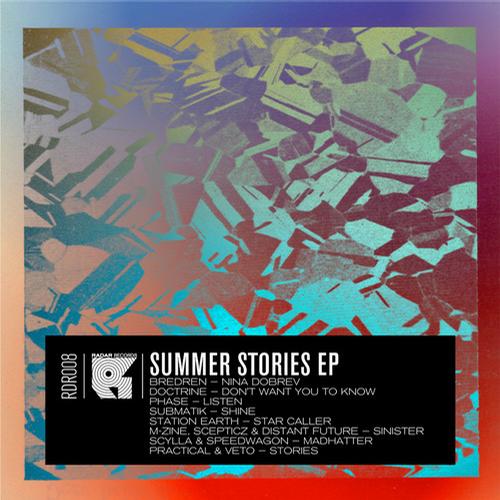 RDR008
RADAR RECORDS
SUMMER STORIES EP
BREDREN – NINA DOBREV
DOCTRINE – DON'T WANT YOU TO KNOW
PHASE – LISTEN
SUBMATIK – SHINE
STATION EARTH – STAR CALLER
M-ZINE, SCEPTICZ & DISTANT FUTURE – SINISTER
SCYLLA & SPEEDWAGON – MADHATTER
PRACTICAL & VETO – STORIES